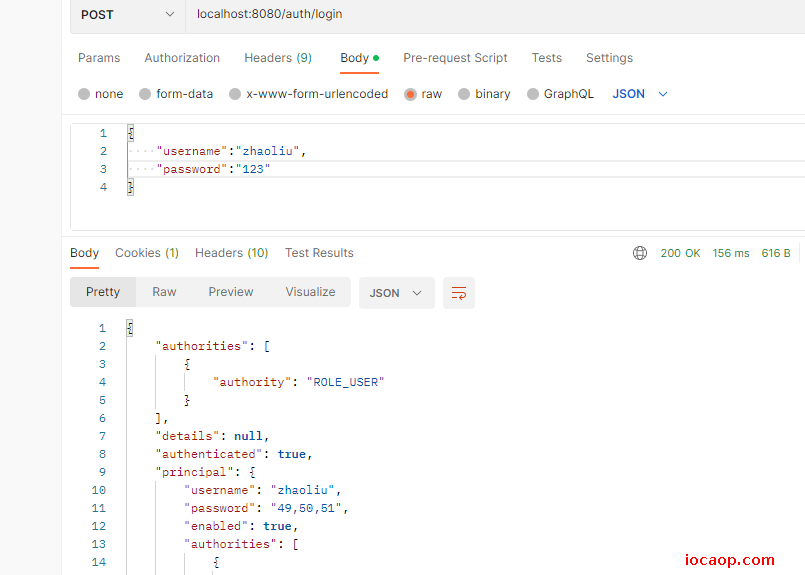 POST localhost:8080/auth/login
Params Authorization Headers (9) Body Pre-request Script Tests Settings
none form-data x-www-form-urlencoded raw binary GraphQL JSON
1 {
2 "username":"zhaoliu",
3 "password":"123"
4 }
Body Cookies (1) Headers (10) Test Results 200 OK 156 ms 616 B
Pretty Raw Preview Visualize JSON
1 {
2 "authorities": [
3 {
4 "authority": "ROLE_USER"
5 }
6 ],
7 "details": null,
8 "authenticated": true,
9 "principal": {
10 "username": "zhaoliu",
11 "password": "49,50,51",
12 "enabled": true,
13 "authorities": [
14 {
iocaop.com